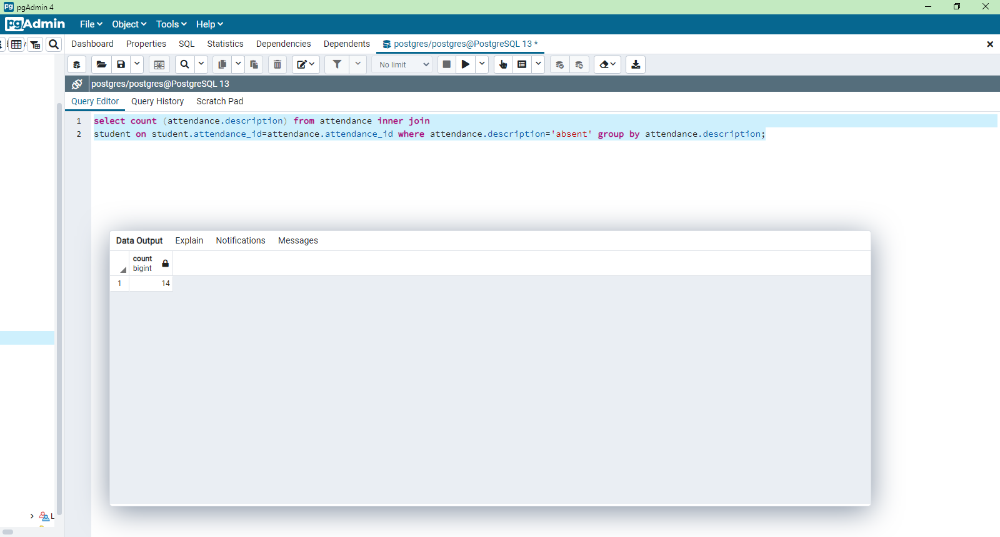 pgAdmin 4
pgAdmin
File Object Tools Help
Dashboard Properties SQL Statistics Dependencies Dependents postgres/postgres@PostgreSQL 13 *
No limit
postgres/postgres@PostgreSQL 13
Query Editor Query History Scratch Pad
1 select count (attendance.description) from attendance inner join
2 student on student.attendance_id=attendance.attendance_id where attendance.description='absent' group by attendance.description;
Data Output Explain Notifications Messages
count
bigint
1 14
L